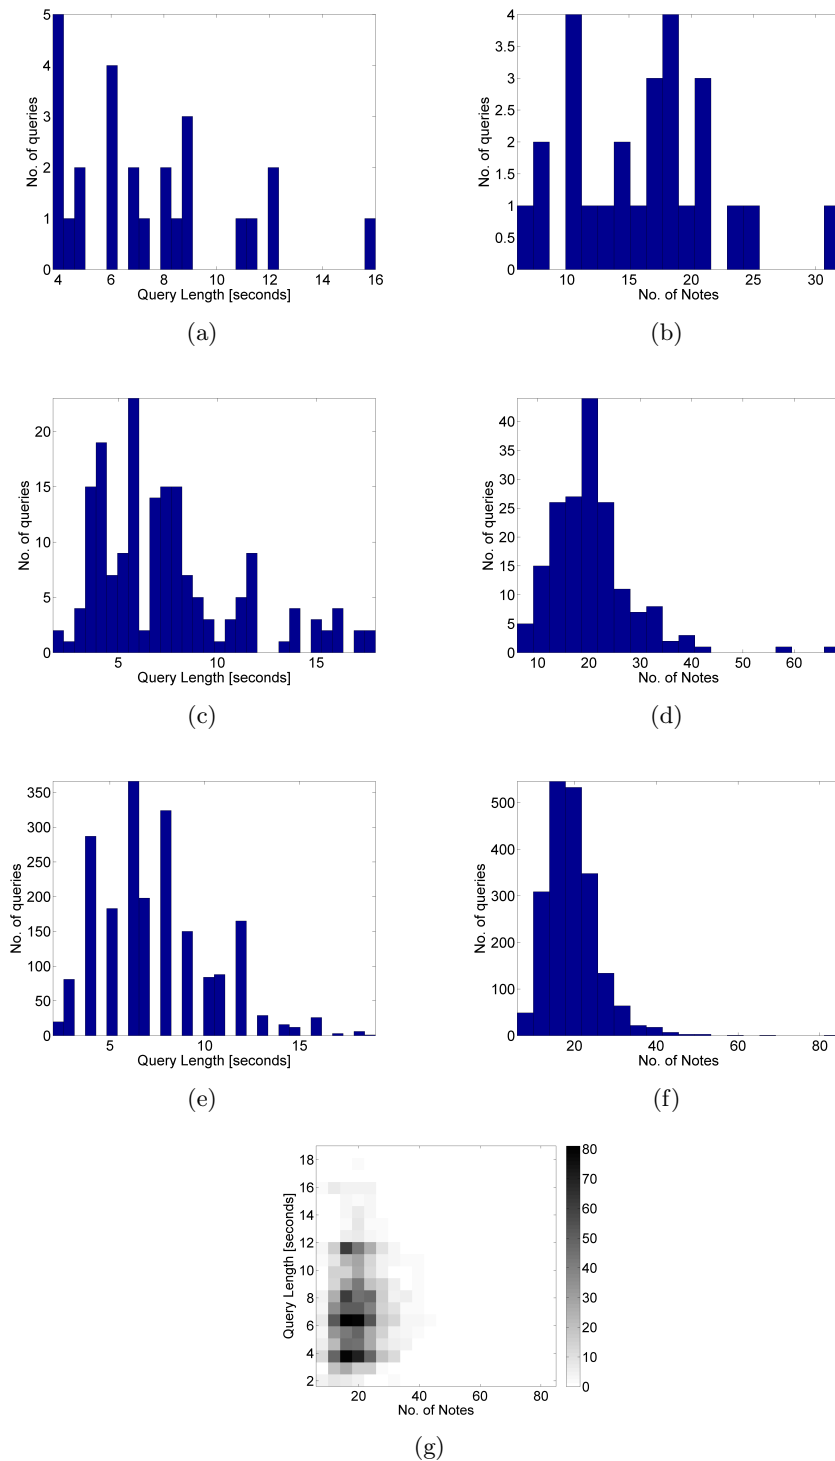 5
4
3
2
1
0
No. of queries
4 6 8 10 12 14 16
Query Length [seconds]
(a)
4
3.5
3
2.5
2
1.5
1
0.5
0
No. of queries
10 15 20 25 30
No. of Notes
(b)
20
15
10
5
0
No. of queries
5 10 15
Query Length [seconds]
(c)
40
35
30
25
20
15
10
5
0
No. of queries
10 20 30 40 50 60
No. of Notes
(d)
350
300
250
200
150
100
50
0
No. of queries
5 10 15
Query Length [seconds]
(e)
500
400
300
200
100
0
No. of queries
20 40 60 80
No. of Notes
(f)
18
16
14
12
10
8
6
4
2
Query Length [seconds]
20 40 60 80
No. of Notes
80
70
60
50
40
30
20
10
0
(g)